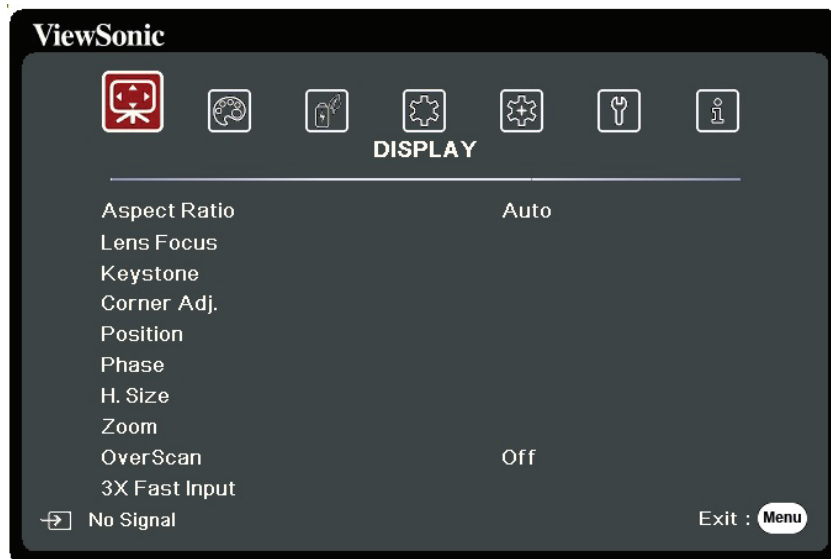 ViewSonic
DISPLAY
Aspect Ratio Auto
Lens Focus
Keystone
Corner Adj.
Position
Phase
H. Size
Zoom
OverScan Off
3X Fast Input
No Signal Exit : Menu